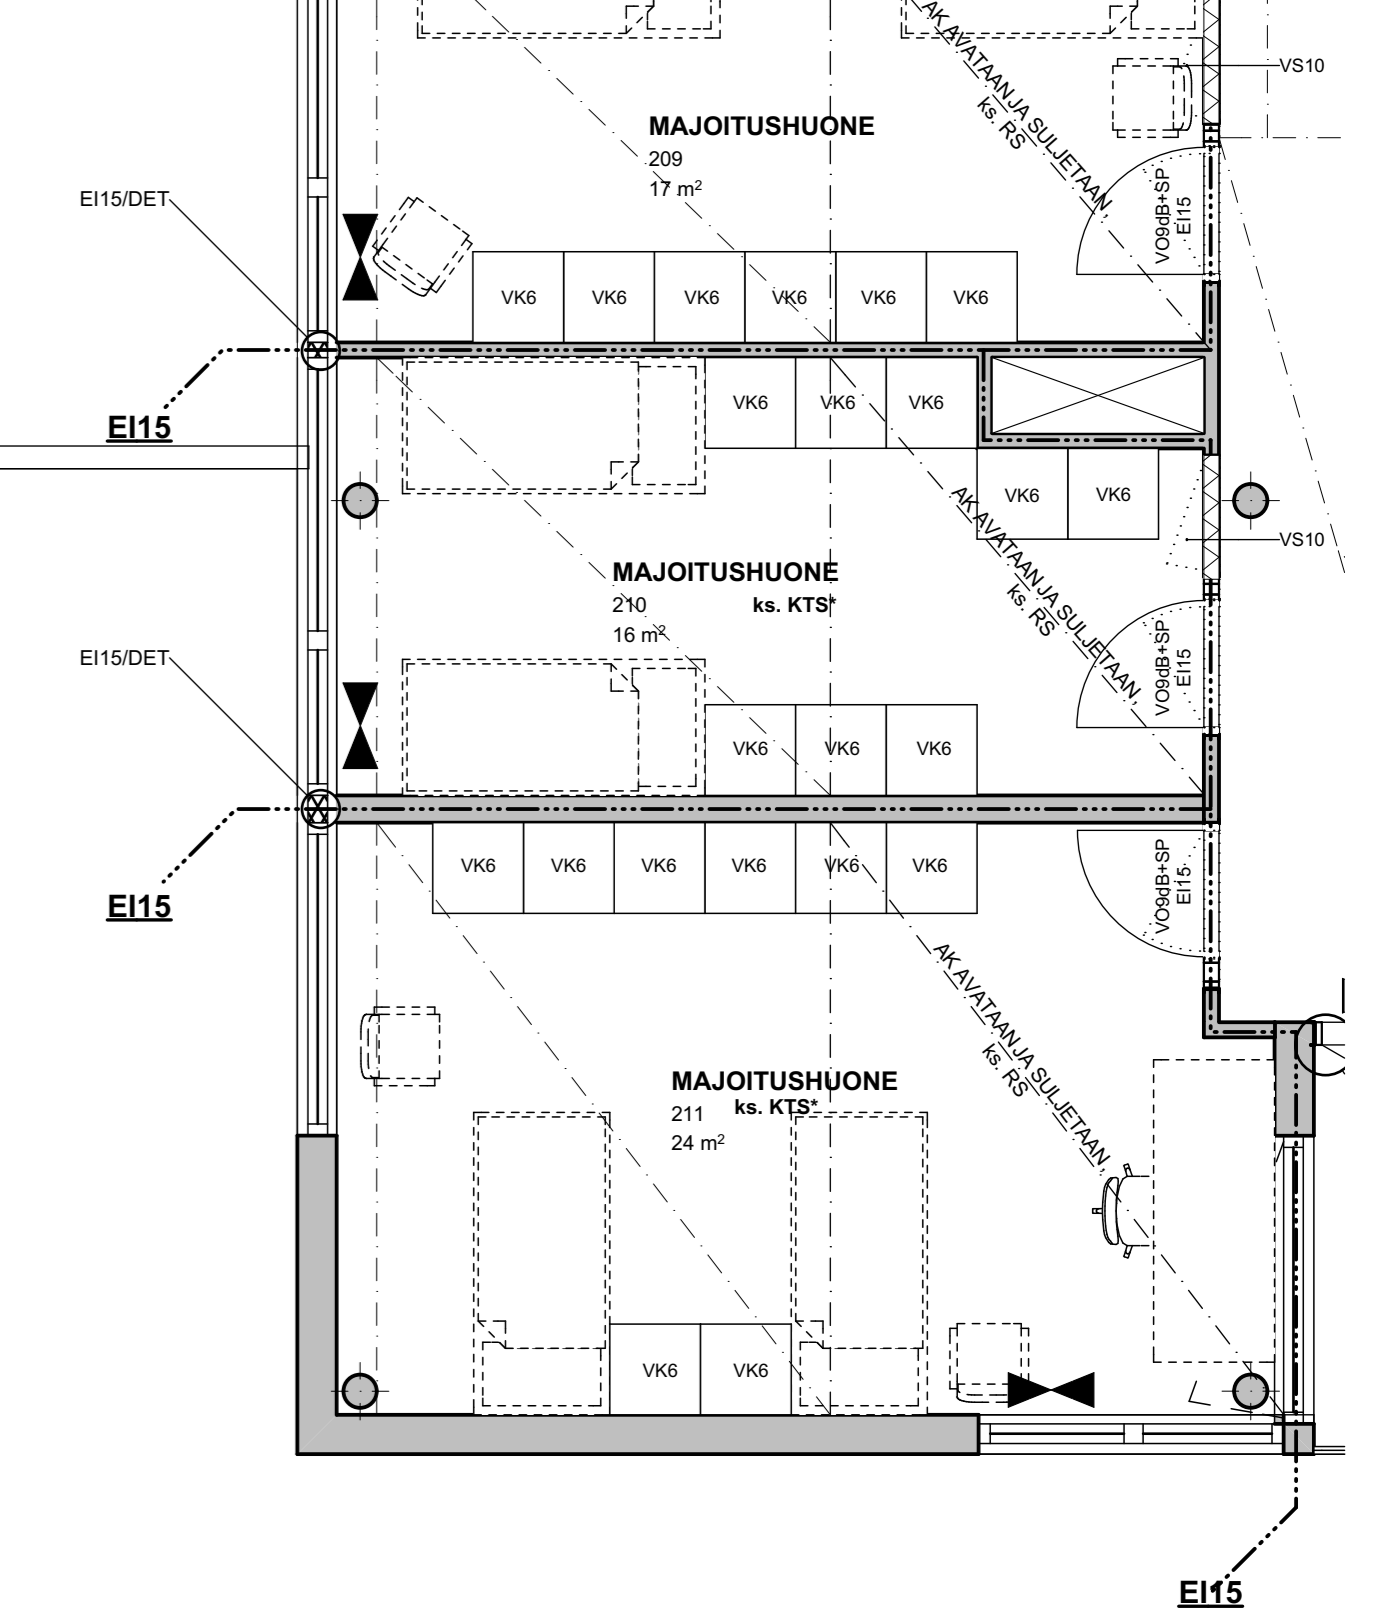 AK AVATAAN JA SULJETAAN,
ks. RS
VS10
MAJOITUSHUONE
209
17 m²
VO9dB+SP
EI15
EI15/DET
VK6
VK6
VK6
VK6
VK6
VK6
EI15
VK6
VK6
VK6
VK6
VK6
AK AVATAAN JA SULJETAAN,
ks. RS
VS10
MAJOITUSHUONE
210
ks. KTS*
16 m²
VO9dB+SP
EI15
EI15/DET
VK6
VK6
VK6
EI15
VK6
VK6
VK6
VK6
VK6
VK6
VO9dB+SP
EI15
AK AVATAAN JA SULJETAAN,
ks. RS
MAJOITUSHUONE
211
ks. KTS*
24 m²
VK6
VK6
EI15